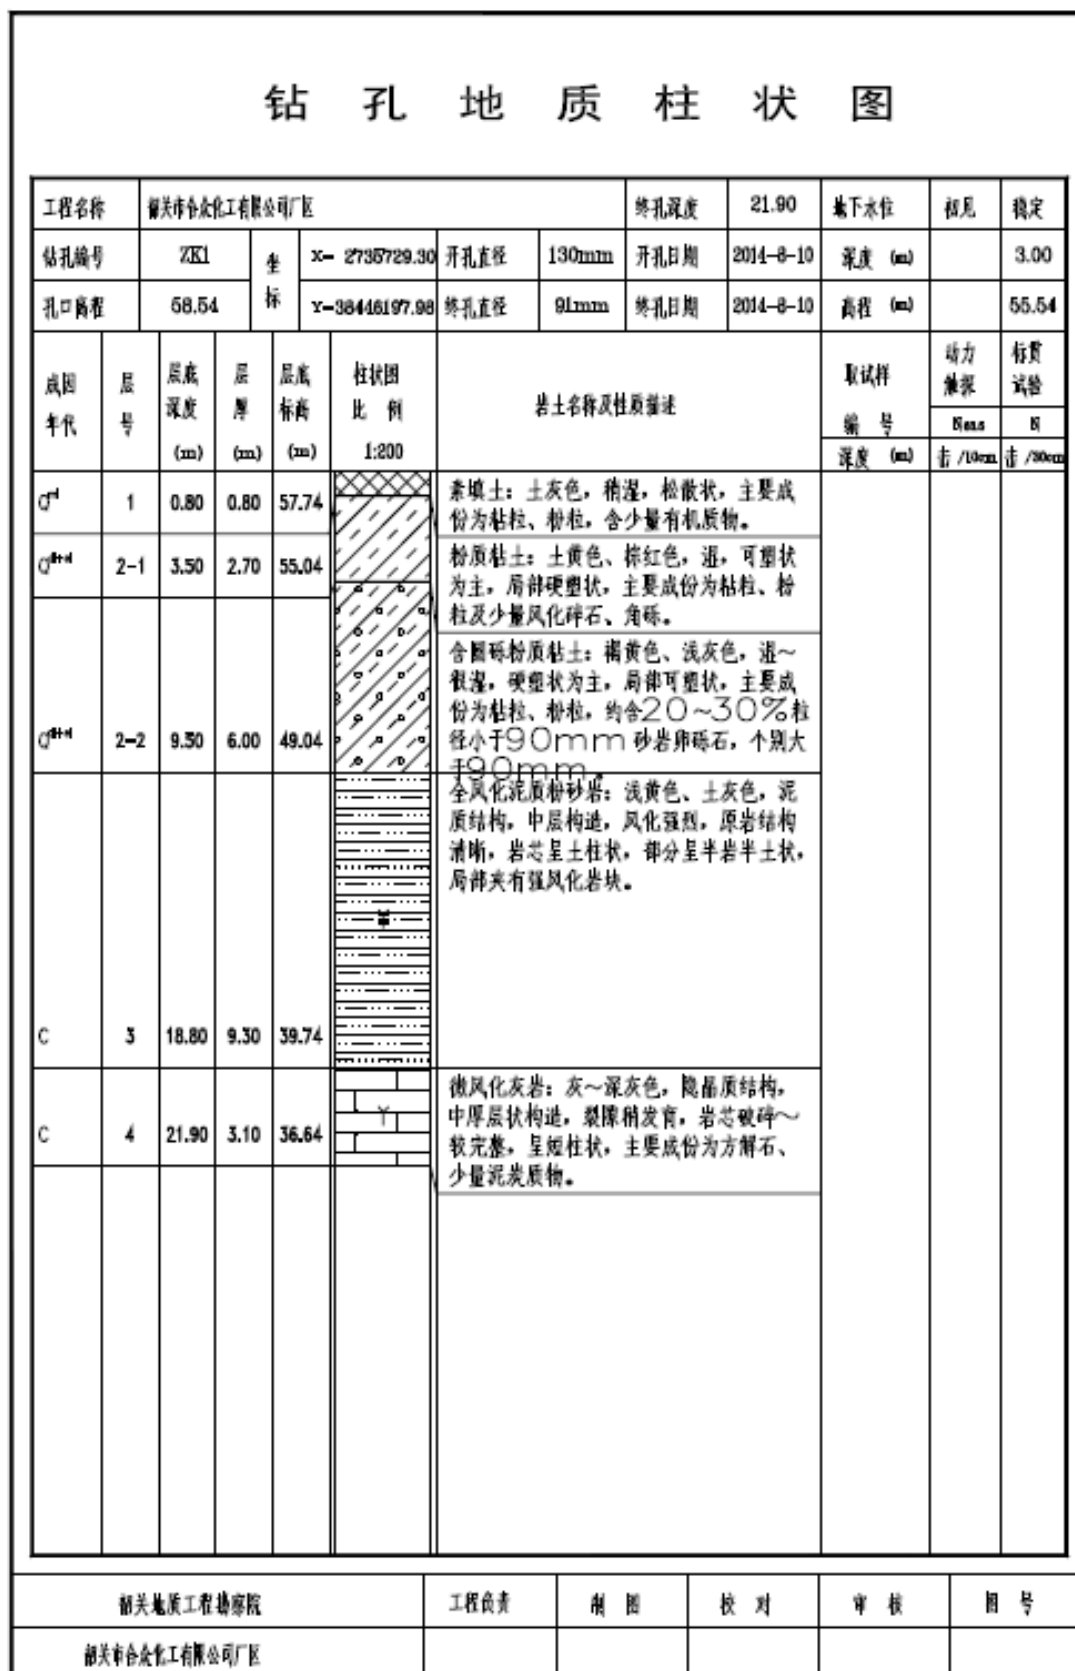 钻孔地质柱状图
工程名称 韶关市合众化工有限公司厂区 终孔深度 21.90 地下水位 初见 稳定
钻孔编号 ZK1 坐标 X= 2735729.30 开孔直径 130mm 开孔日期 2014-8-10 深度 (m) 3.00
孔口高程 58.54 Y=38446197.98 终孔直径 91mm 终孔日期 2014-8-10 高程 (m) 55.54
成因年代 层号 层底深度(m) 层厚(m) 层底标高(m) 柱状图比例1:200 岩土名称及性质描述 取试样编号 深度 (m) 动力触探 击/10cm 标贯试验 N 击/30cm
1 0.80 0.80 57.74
素填土：土灰色，稍湿，松散状，主要成
份为粘粒、粉粒，含少量有机质物。
2-1 3.50 2.70 55.04
粉质粘土：土黄色、棕红色，湿，可塑状
为主，局部硬塑状，主要成份为粘粒、粉
粒及少量风化碎石、角砾。
2-2 9.30 6.00 49.04
含圆砾粉质粘土：褐黄色、浅灰色，湿～
很湿，硬塑状为主，局部可塑状，主要成
份为粘粒、粉粒，约含20~30%粒
径小于90mm砂岩卵砾石，个别大
于90mm。
C 3 18.80 9.30 39.74
全风化泥质粉砂岩：浅黄色、土灰色，泥
质结构，中层构造，风化强烈，原岩结构
清晰，岩芯呈土柱状，部分呈半岩半土状，
局部夹有强风化岩块。
C 4 21.90 3.10 36.64
微风化灰岩：灰～深灰色，隐晶质结构，
中厚层状构造，裂隙稍发育，岩芯破碎～
较完整，呈短柱状，主要成份为方解石、
少量泥炭质物。
韶关地质工程勘察院 工程负责 制图 校对 审核 图号
韶关市合众化工有限公司厂区